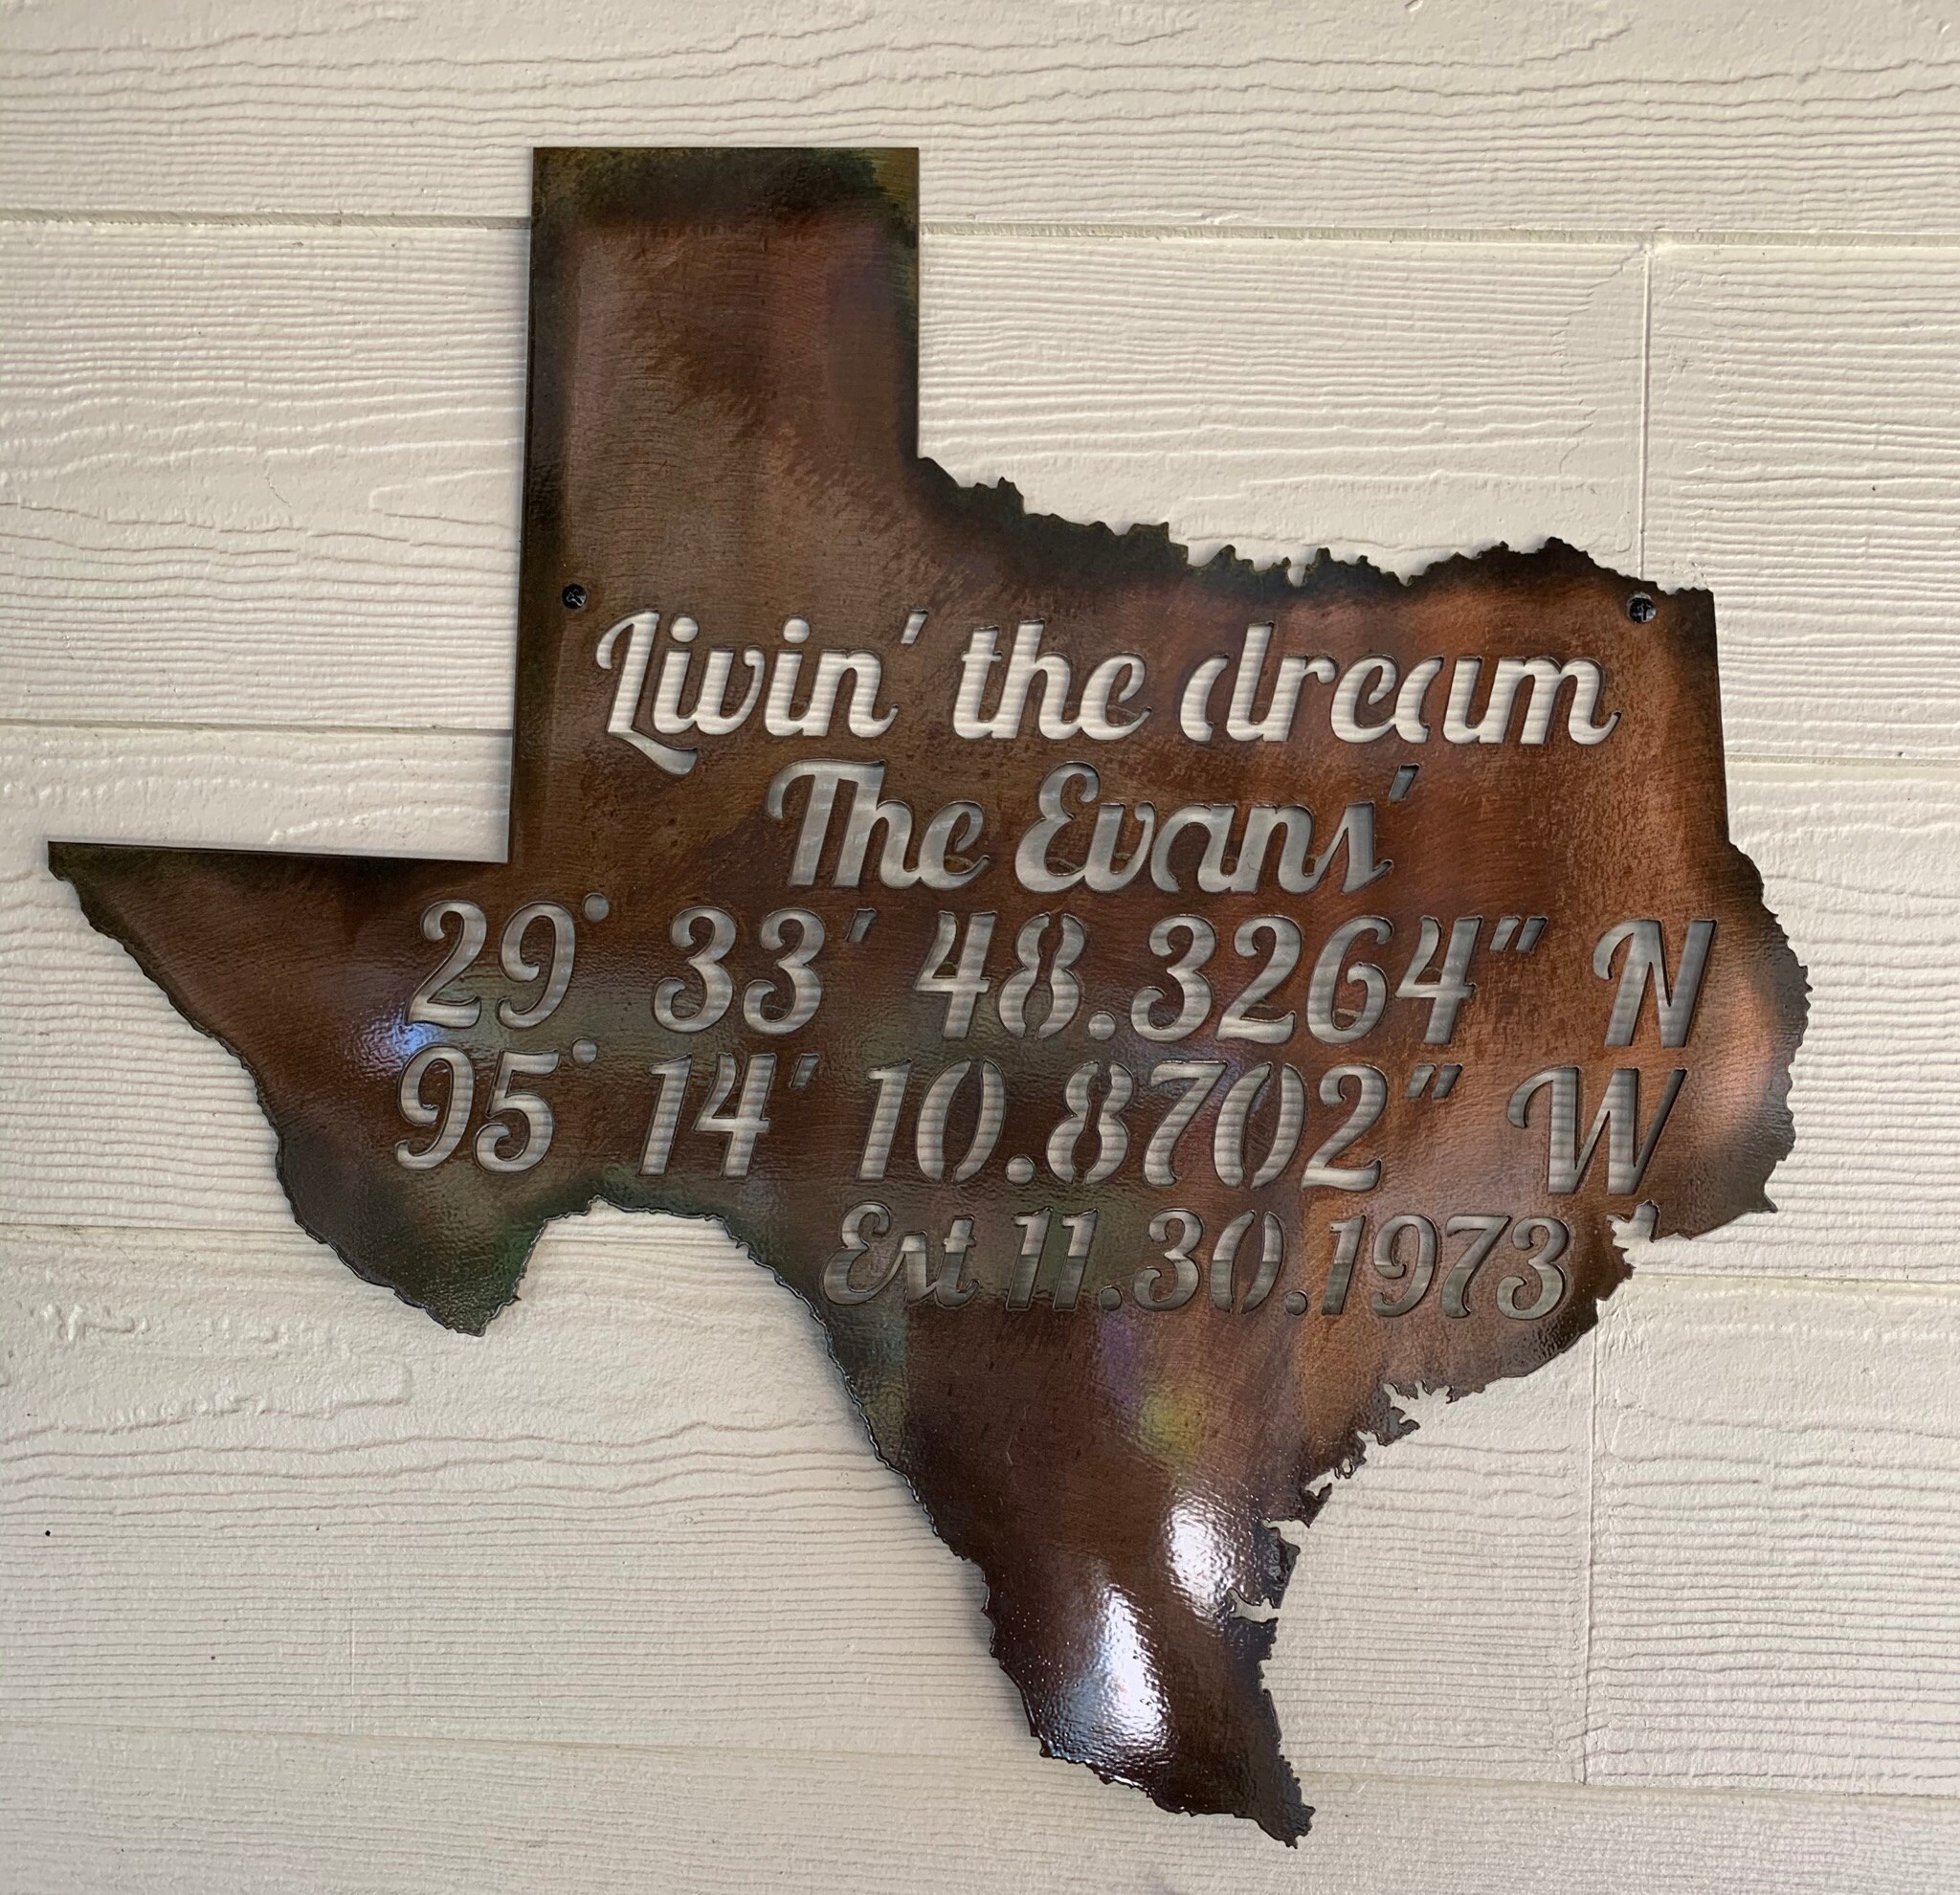 Livin' the dream
The Evans'
29° 33' 48.3264" N
95° 14' 10.8702" W
Est 11.30.1973